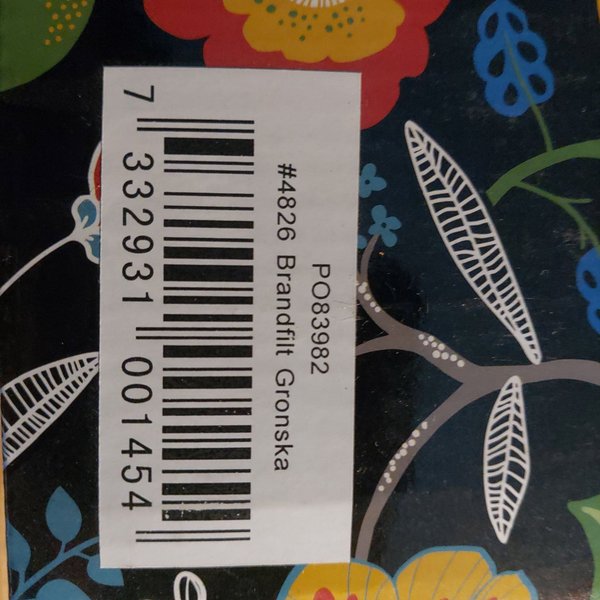 PO83982
#4826 Brandfilt Gronska
7 332931 001454